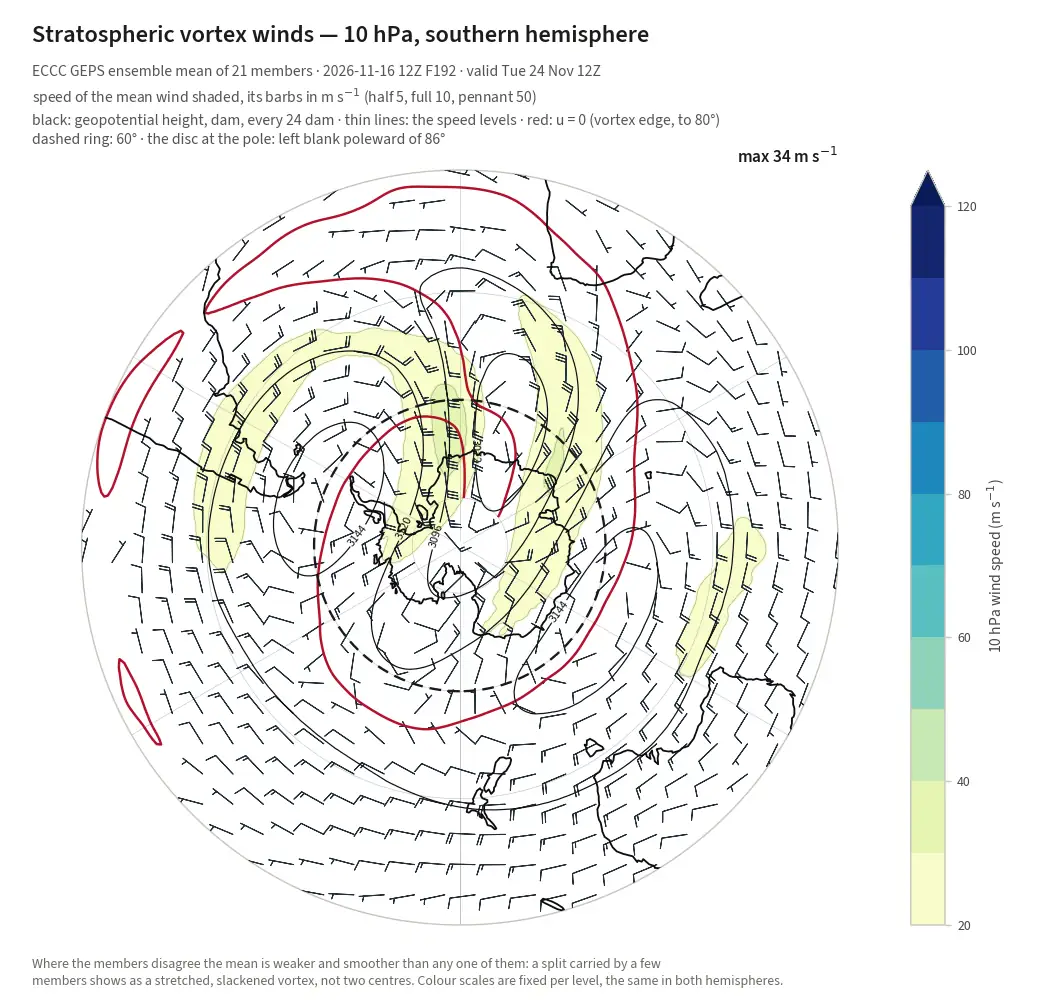 Stratospheric vortex winds — 10 hPa, southern hemisphere
ECCC GEPS ensemble mean of 21 members · 2026-11-16 12Z F192 · valid Tue 24 Nov 12Z
speed of the mean wind shaded, its barbs in m s⁻¹ (half 5, full 10, pennant 50)
black: geopotential height, dam, every 24 dam · thin lines: the speed levels · red: u = 0 (vortex edge, to 80°)
dashed ring: 60° · the disc at the pole: left blank poleward of 86°
max 34 m s⁻¹
120
100
80
60
40
20
10 hPa wind speed (m s⁻¹)
3144
3120
3096
3144
Where the members disagree the mean is weaker and smoother than any one of them: a split carried by a few
members shows as a stretched, slackened vortex, not two centres. Colour scales are fixed per level, the same in both hemispheres.